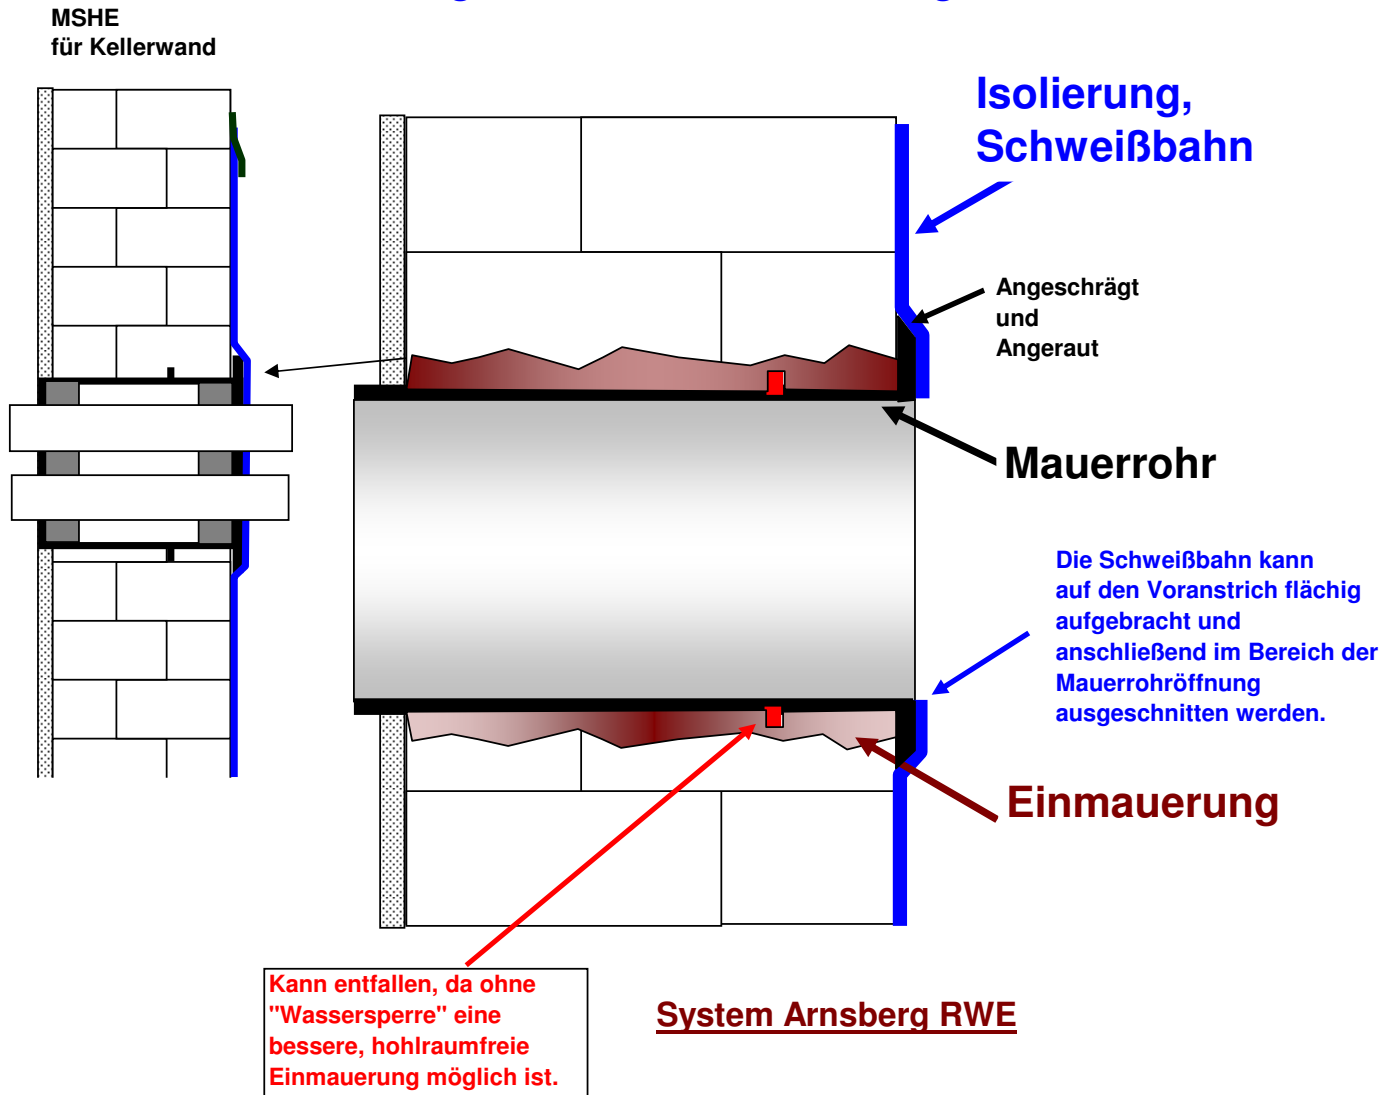 MSHE
für Kellerwand
Isolierung,
Schweißbahn
Angeschrägt
und
Angeraut
Mauerrohr
Die Schweißbahn kann
auf den Voranstrich flächig
aufgebracht und
anschließend im Bereich der
Mauerrohröffnung
ausgeschnitten werden.
Einmauerung
Kann entfallen, da ohne
"Wassersperre" eine
bessere, hohlraumfreie
Einmauerung möglich ist.
System Arnsberg RWE